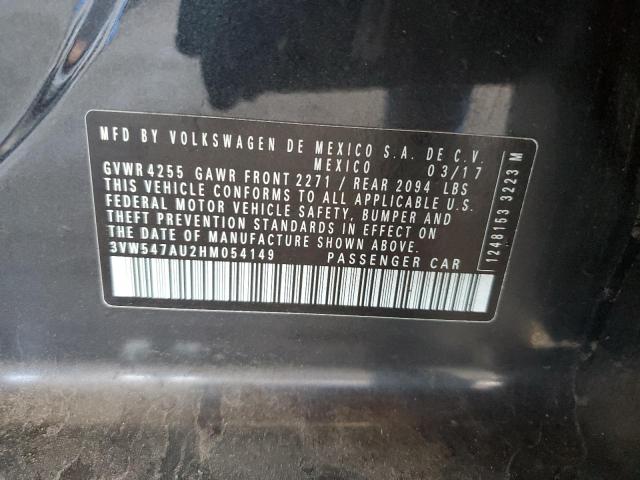 MFD BY VOLKSWAGEN DE MEXICO S.A. DE C.V.
MEXICO 03/17
GVWR 4255 GAWR FRONT 2271 / REAR 2094 LBS
THIS VEHICLE CONFORMS TO ALL APPLICABLE U.S.
FEDERAL MOTOR VEHICLE SAFETY, BUMPER AND
THEFT PREVENTION STANDARDS IN EFFECT ON
THE DATE OF MANUFACTURE SHOWN ABOVE.
3VW547AU2HM054149 PASSENGER CAR
1248153 3223 M